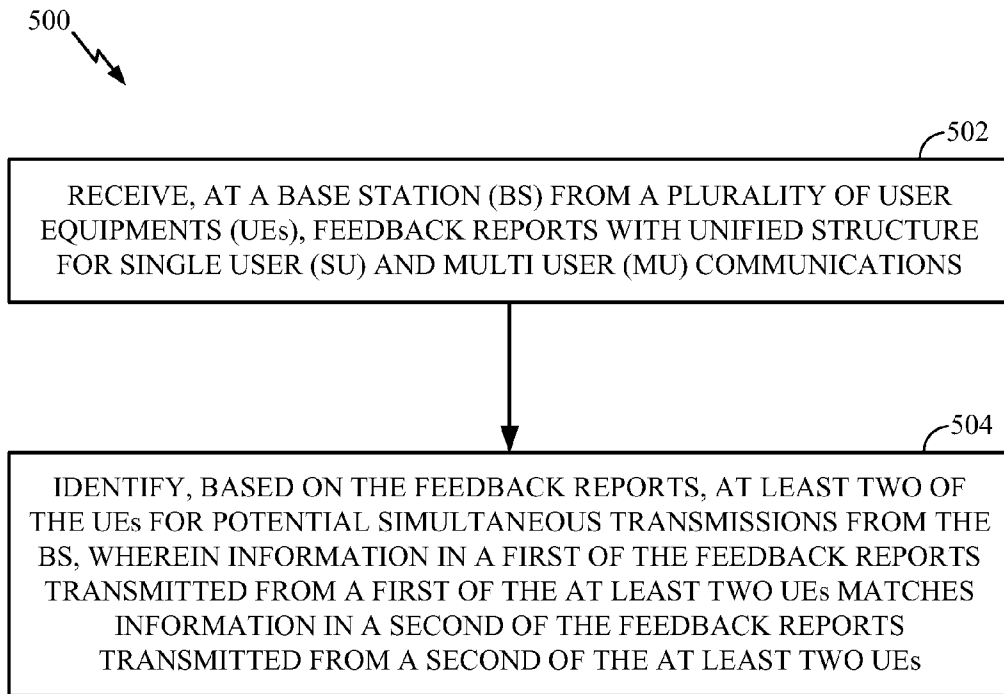 500
502
RECEIVE, AT A BASE STATION (BS) FROM A PLURALITY OF USER
EQUIPMENTS (UEs), FEEDBACK REPORTS WITH UNIFIED STRUCTURE
FOR SINGLE USER (SU) AND MULTI USER (MU) COMMUNICATIONS
504
IDENTIFY, BASED ON THE FEEDBACK REPORTS, AT LEAST TWO OF
THE UEs FOR POTENTIAL SIMULTANEOUS TRANSMISSIONS FROM THE
BS, WHEREIN INFORMATION IN A FIRST OF THE FEEDBACK REPORTS
TRANSMITTED FROM A FIRST OF THE AT LEAST TWO UEs MATCHES
INFORMATION IN A SECOND OF THE FEEDBACK REPORTS
TRANSMITTED FROM A SECOND OF THE AT LEAST TWO UEs